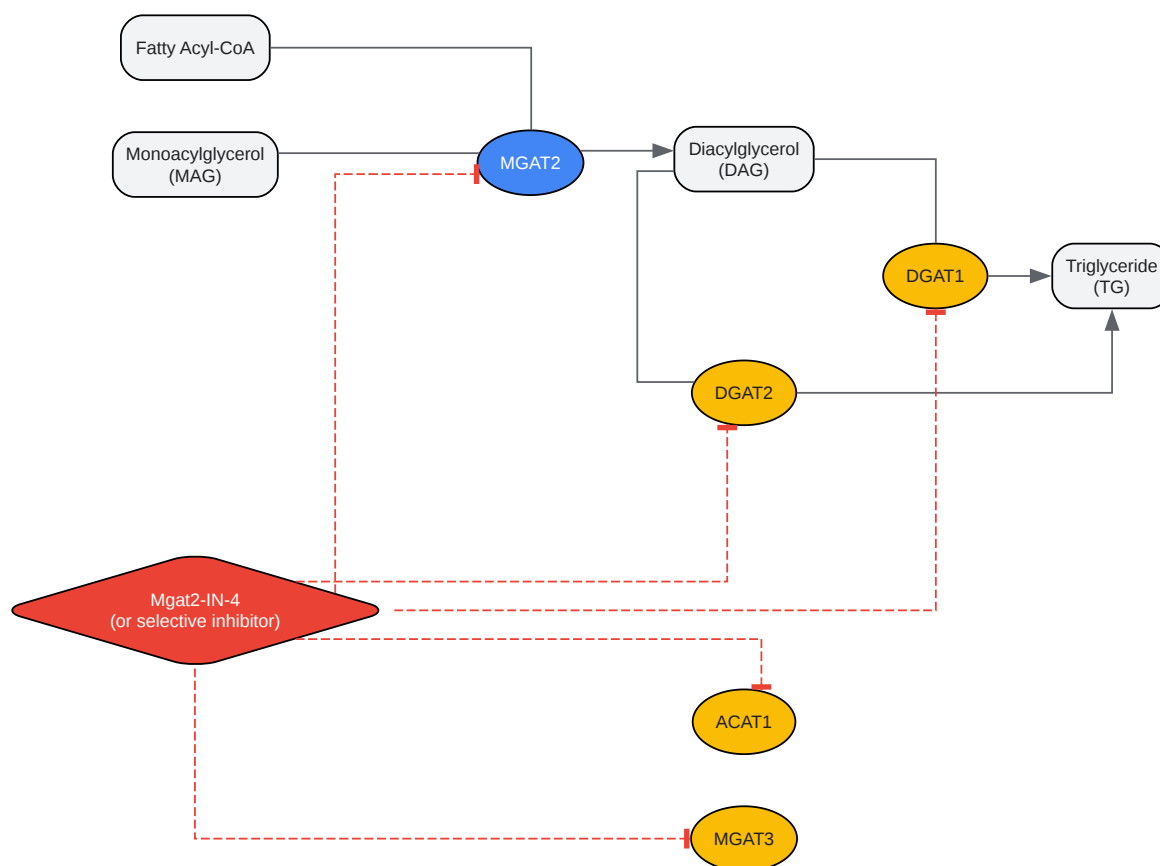 Fatty Acyl-CoA
Monoacylglycerol
(MAG)
MGAT2
Diacylglycerol
(DAG)
DGAT1
Triglyceride
(TG)
DGAT2
Mgat2-IN-4
(or selective inhibitor)
ACAT1
MGAT3